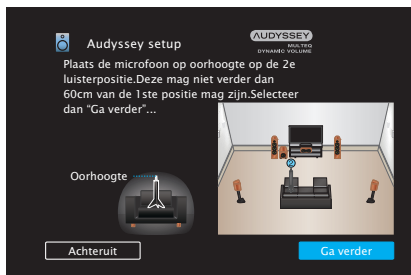 Audyssey setup
AUDYSSEY
MULTEQ
DYNAMIC VOLUME
Plaats de microfoon op oorhoogte op de 2e
luisterpositie.Deze mag niet verder dan
60cm van de 1ste positie mag zijn.Selecteer
dan "Ga verder"...
Oorhoogte
2
Achteruit
Ga verder